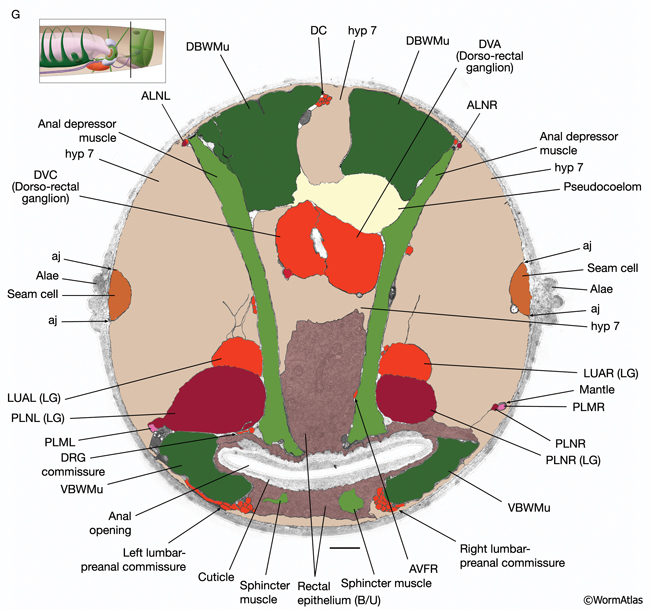 G
DC
hyp 7
DBWMu
DBWMu
DVA
(Dorso-rectal
ganglion)
ALNL
ALNR
Anal depressor
muscle
Anal depressor
muscle
hyp 7
hyp 7
DVC
(Dorso-rectal
ganglion)
Pseudocoelom
aj
aj
Alae
Seam cell
Seam cell
Alae
aj
aj
hyp 7
LUAL (LG)
LUAR (LG)
PLNL (LG)
Mantle
PLMR
PLML
PLNR
DRG
commissure
PLNR (LG)
VBWMu
VBWMu
Anal
opening
Left lumbar-
preanal commissure
Right lumbar-
preanal commissure
Cuticle
Sphincter
muscle
Rectal
epithelium (B/U)
Sphincter muscle
AVFR
©WormAtlas